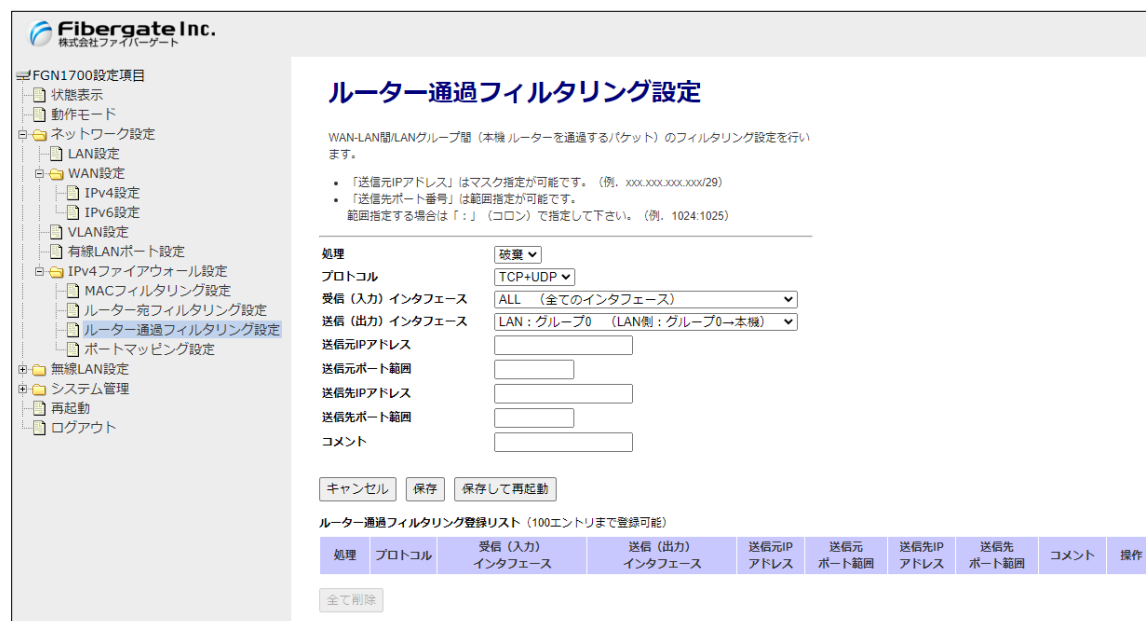 Fibergate Inc.
株式会社ファイバーゲート
FGN1700設定項目
状態表示
動作モード
ネットワーク設定
LAN設定
WAN設定
IPv4設定
IPv6設定
VLAN設定
有線LANポート設定
IPv4ファイアウォール設定
MACフィルタリング設定
ルーター宛フィルタリング設定
ルーター通過フィルタリング設定
ポートマッピング設定
無線LAN設定
システム管理
再起動
ログアウト
ルーター通過フィルタリング設定
WAN-LAN間/LANグループ間（本機 ルーターを通過するパケット）のフィルタリング設定を行い
ます。
• 「送信元IPアドレス」はマスク指定が可能です。（例．xxx.xxx.xxx.xxx/29）
• 「送信先ポート番号」は範囲指定が可能です。
範囲指定する場合は「：」（コロン）で指定して下さい。（例．1024:1025）
処理 破棄
プロトコル TCP+UDP
受信（入力）インタフェース ALL （全てのインタフェース）
送信（出力）インタフェース LAN：グループ0 （LAN側：グループ0→本機）
送信元IPアドレス
送信元ポート範囲
送信先IPアドレス
送信先ポート範囲
コメント
キャンセル 保存 保存して再起動
ルーター通過フィルタリング登録リスト（100エントリまで登録可能）
処理 プロトコル 受信（入力）インタフェース 送信（出力）インタフェース 送信元IPアドレス 送信元ポート範囲 送信先IPアドレス 送信先ポート範囲 コメント 操作
全て削除